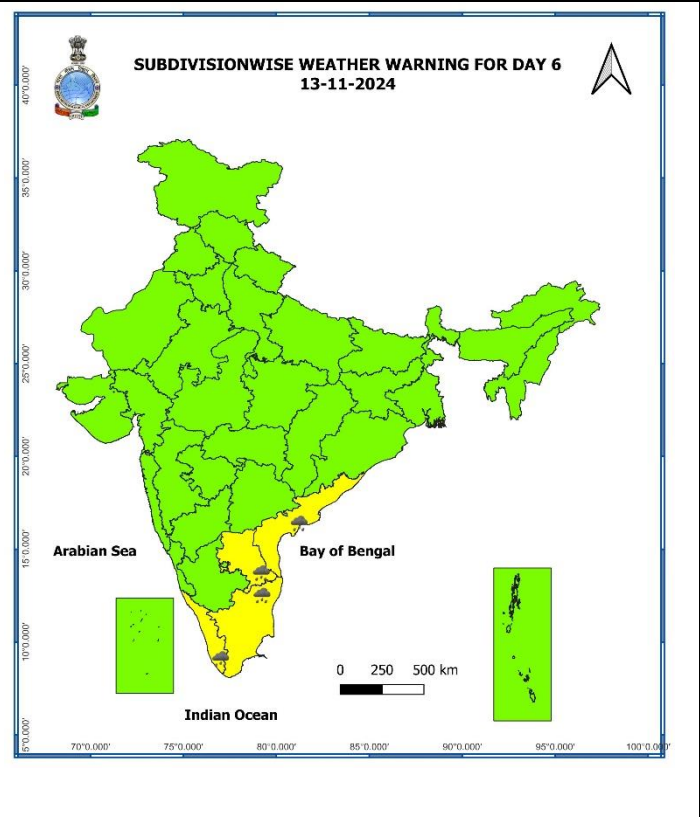 SUBDIVISIONWISE WEATHER WARNING FOR DAY 6
13-11-2024
40°0.000'
35°0.000'
30°0.000'
25°0.000'
20°0.000'
15°0.000'
10°0.000'
5°0.000'
Arabian Sea
Bay of Bengal
0 250 500 km
Indian Ocean
70°0.000' 75°0.000' 80°0.000' 85°0.000' 90°0.000' 95°0.000' 100°0.000'